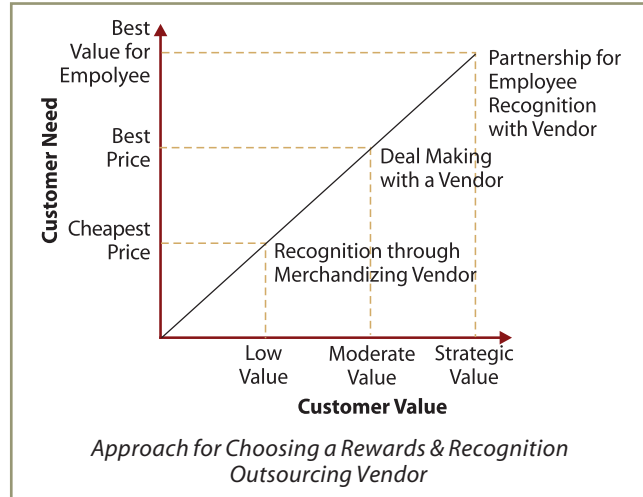 Best
Value for
Empolyee
Best
Price
Cheapest
Price
Customer Need
Partnership for
Employee
Recognition
with Vendor
Deal Making
with a Vendor
Recognition through
Merchandizing Vendor
Low
Value
Moderate
Value
Strategic
Value
Customer Value
Approach for Choosing a Rewards & Recognition
Outsourcing Vendor